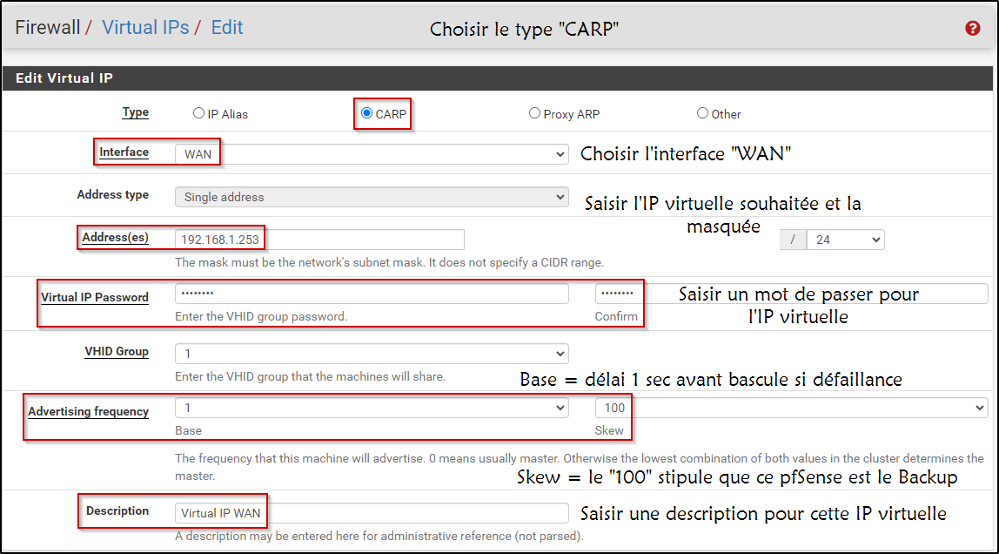 Firewall / Virtual IPs / Edit
Choisir le type "CARP"
?
Edit Virtual IP
Type
IP Alias
CARP
Proxy ARP
Other
Interface
WAN
Choisir l'interface "WAN"
Address type
Single address
Saisir l'IP virtuelle souhaitée et la
masquée
Address(es)
192.168.1.253
/
24
The mask must be the network's subnet mask. It does not specify a CIDR range.
Virtual IP Password
••••••••
••••••••
Saisir un mot de passer pour
l'IP virtuelle
Enter the VHID group password.
Confirm
VHID Group
1
Enter the VHID group that the machines will share.
Base = délai 1 sec avant bascule si défaillance
Advertising frequency
1
100
Base
Skew
The frequency that this machine will advertise. 0 means usually master. Otherwise the lowest combination of both values in the cluster determines the
master.
Skew = le "100" stipule que ce pfSense est le Backup
Description
Virtual IP WAN
Saisir une description pour cette IP virtuelle
A description may be entered here for administrative reference (not parsed).